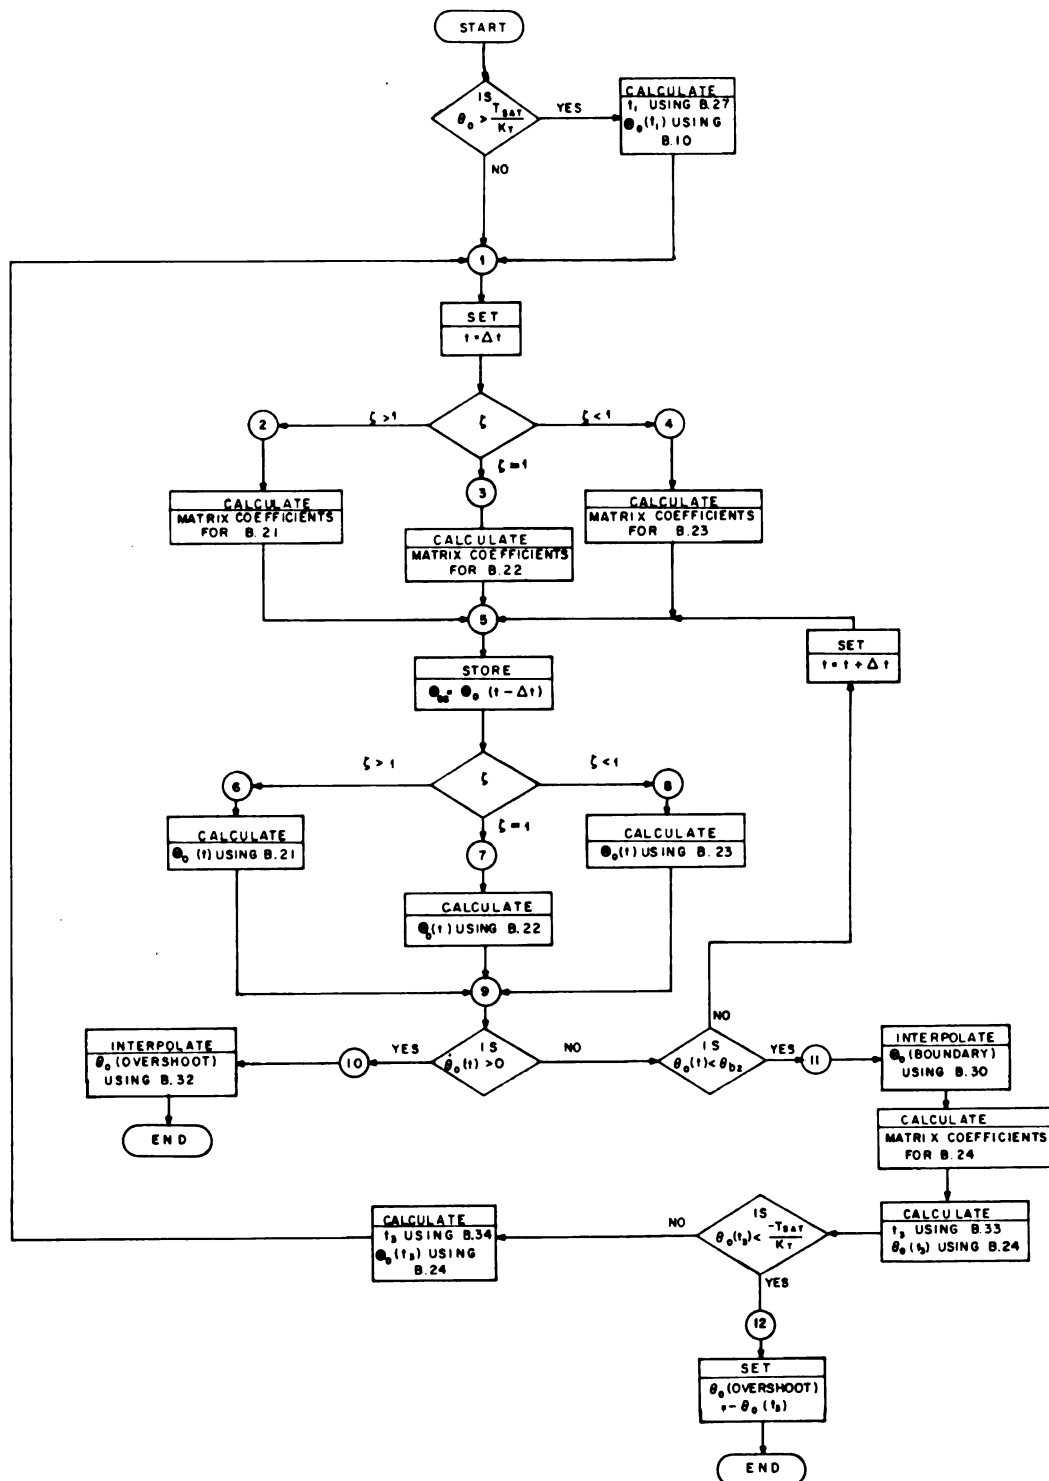 START
IS
θ₀ > T_SAT / K_T
YES
NO
CALCULATE
t₁ USING B.27
Θ₀(t₁) USING
B.10
1
SET
t = Δt
ζ
ζ > 1
ζ < 1
ζ = 1
2
3
4
CALCULATE
MATRIX COEFFICIENTS
FOR B.21
CALCULATE
MATRIX COEFFICIENTS
FOR B.22
CALCULATE
MATRIX COEFFICIENTS
FOR B.23
5
SET
t = t + Δt
STORE
= Θ₀ (t − Δt)
ζ
ζ > 1
ζ < 1
ζ = 1
6
7
8
CALCULATE
Θ₀ (t) USING B.21
CALCULATE
Θ₀(t) USING B.22
CALCULATE
Θ₀(t) USING B.23
9
IS
θ̇₀(t) > 0
YES
NO
10
INTERPOLATE
θ₀ (OVERSHOOT)
USING B.32
END
IS
θ₀(t) < θ_b2
NO
YES
11
INTERPOLATE
Θ₀(BOUNDARY)
USING B.30
CALCULATE
MATRIX COEFFICIENTS
FOR B.24
CALCULATE
t₃ USING B.33
θ₀(t₃) USING B.24
IS
θ₀(t₃) < −T_SAT / K_T
NO
YES
CALCULATE
t₃ USING B.34
Θ₀(t₃) USING
B.24
12
SET
θ₀(OVERSHOOT)
= −θ₀(t₃)
END